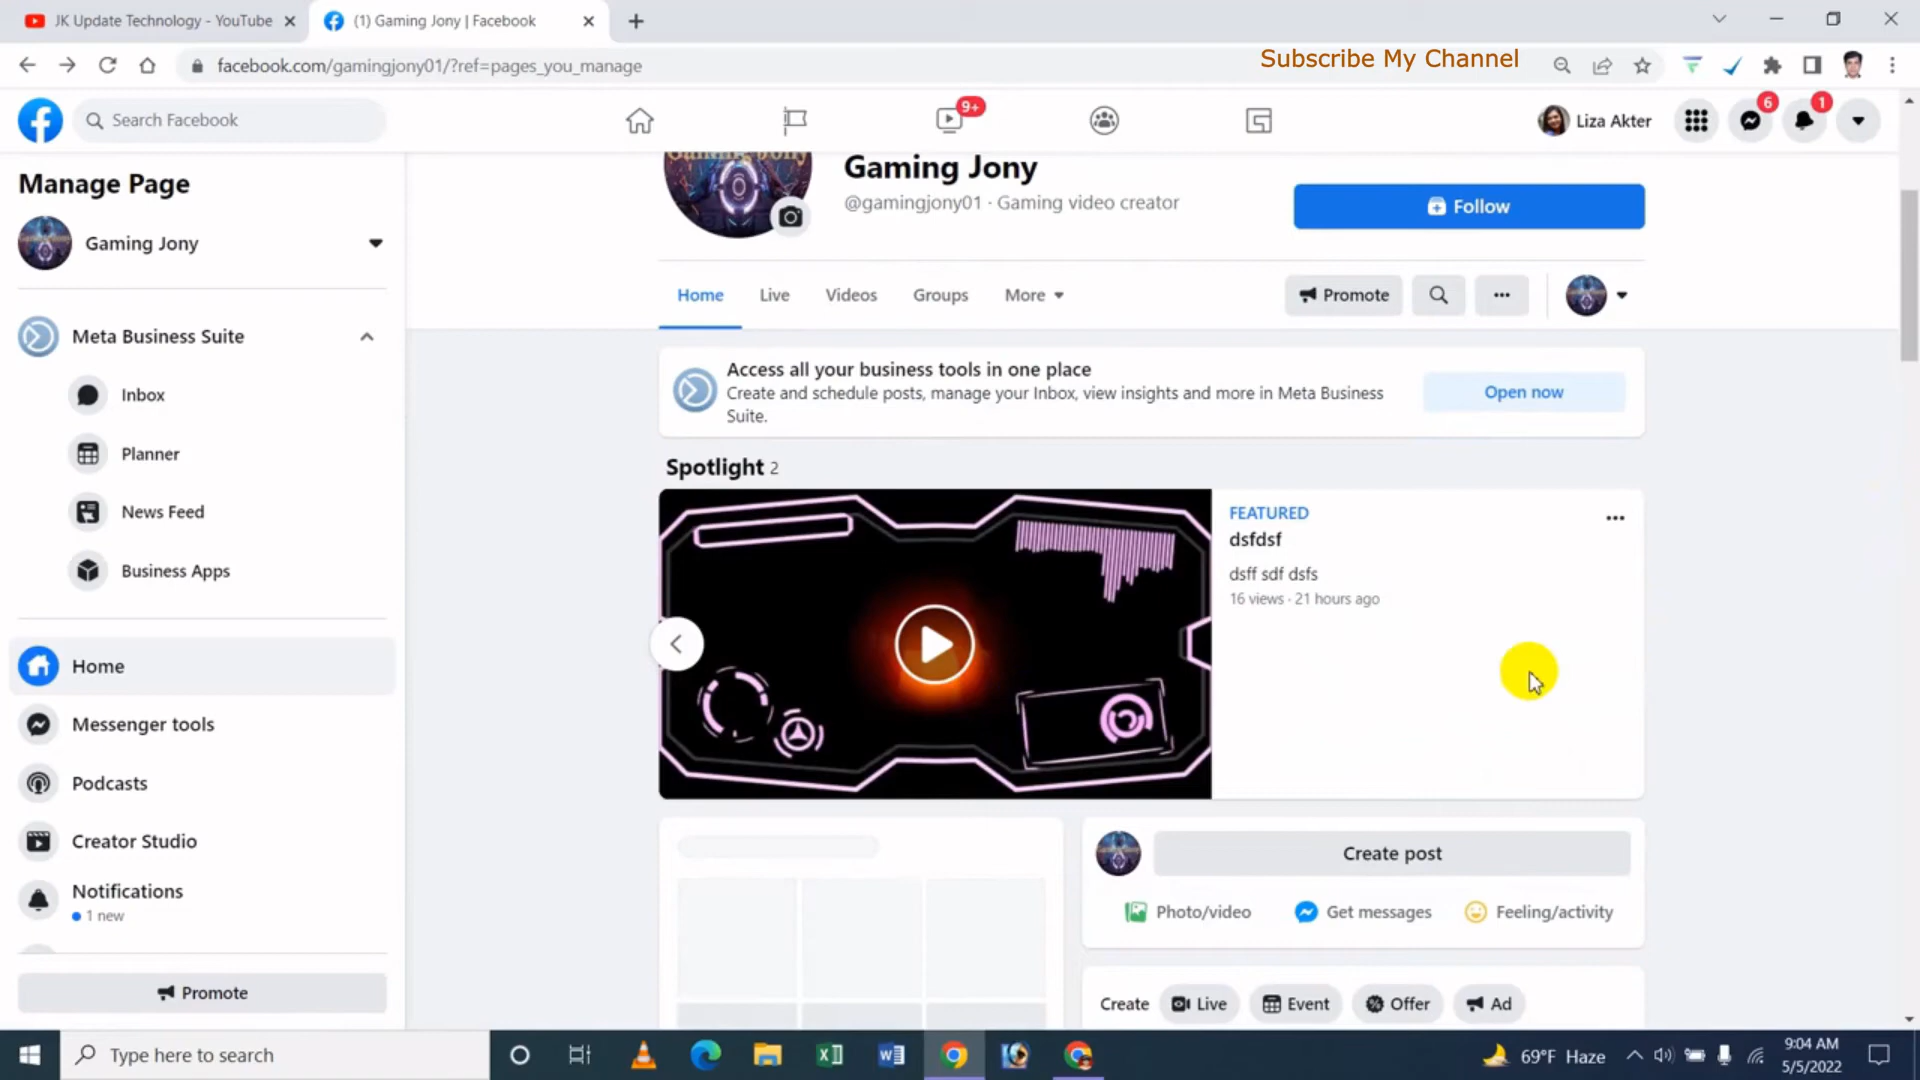 JK Update Technology - YouTube
(1) Gaming Jony | Facebook
facebook.com/gamingjony01/?ref=pages_you_manage
Subscribe My Channel
Search Facebook
9+
Liza Akter
6
1
Manage Page
Gaming Jony
Meta Business Suite
Inbox
Planner
News Feed
Business Apps
Home
Messenger tools
Podcasts
Creator Studio
Notifications
1 new
Promote
Gaming Jony
@gamingjony01 · Gaming video creator
Follow
Home
Live
Videos
Groups
More
Promote
Access all your business tools in one place
Create and schedule posts, manage your Inbox, view insights and more in Meta Business
Suite.
Open now
Spotlight 2
FEATURED
dsfdsf
dsff sdf dsfs
16 views · 21 hours ago
Create post
Photo/video
Get messages
Feeling/activity
Create
Live
Event
Offer
Ad
Type here to search
69°F Haze
9:04 AM
5/5/2022